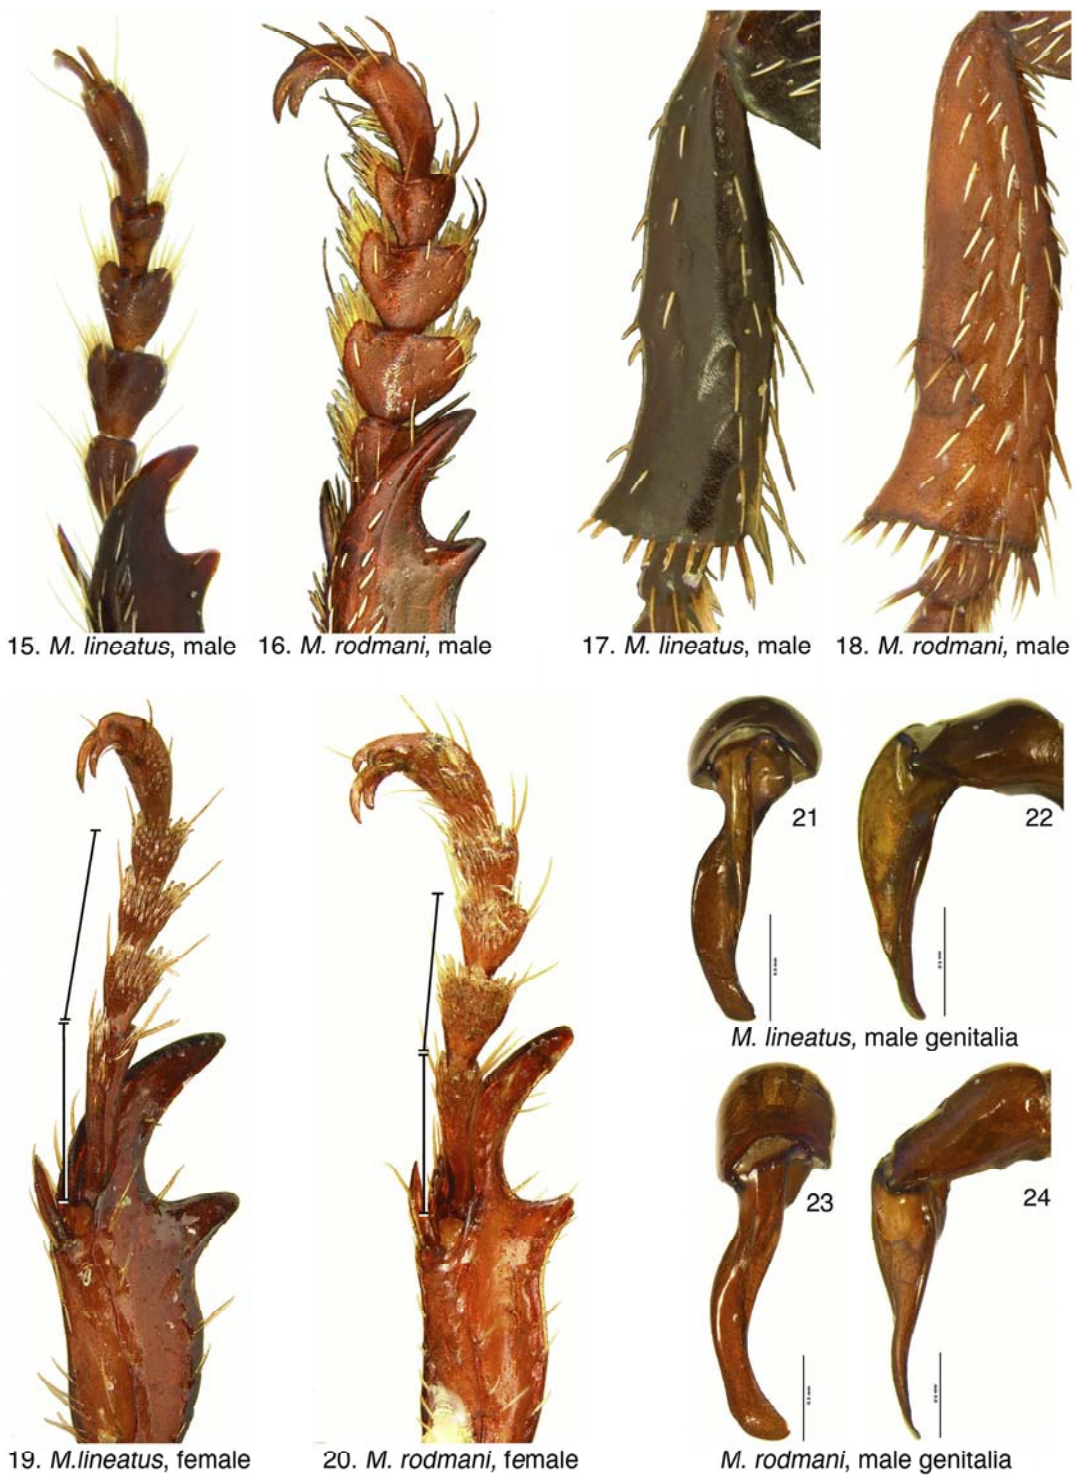 15. M. lineatus, male
16. M. rodmani, male
17. M. lineatus, male
18. M. rodmani, male
21
22
M. lineatus, male genitalia
23
24
19. M.lineatus, female
20. M. rodmani, female
M. rodmani, male genitalia